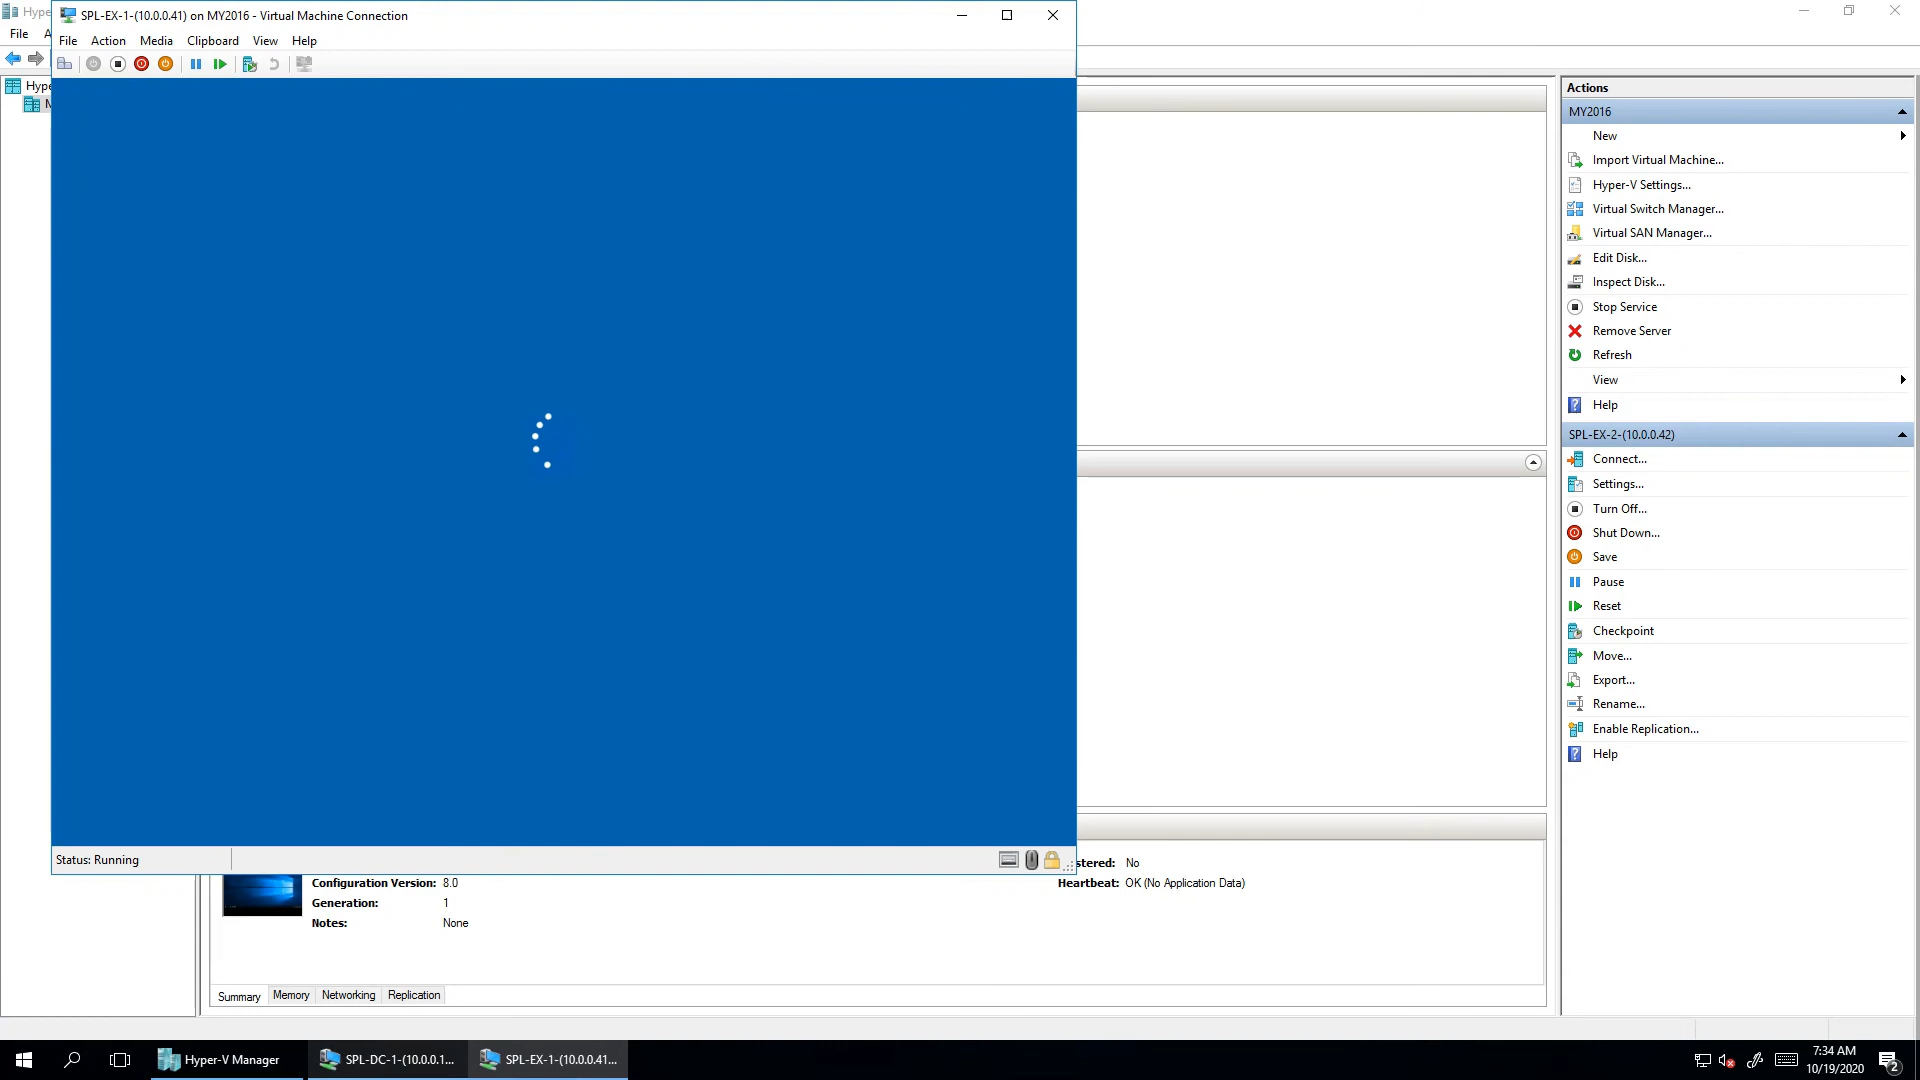 Hype
File
A
Hype
M
SPL-EX-1-(10.0.0.41) on MY2016 - Virtual Machine Connection
File Action Media Clipboard View Help
Status: Running
Configuration Version: 8.0
Generation: 1
Notes: None
stered: No
Heartbeat: OK (No Application Data)
Summary Memory Networking Replication
Actions
MY2016
New
Import Virtual Machine...
Hyper-V Settings...
Virtual Switch Manager...
Virtual SAN Manager...
Edit Disk...
Inspect Disk...
Stop Service
Remove Server
Refresh
View
Help
SPL-EX-2-(10.0.0.42)
Connect...
Settings...
Turn Off...
Shut Down...
Save
Pause
Reset
Checkpoint
Move...
Export...
Rename...
Enable Replication...
Help
Hyper-V Manager
SPL-DC-1-(10.0.0.1...
SPL-EX-1-(10.0.0.41...
7:34 AM
10/19/2020
2